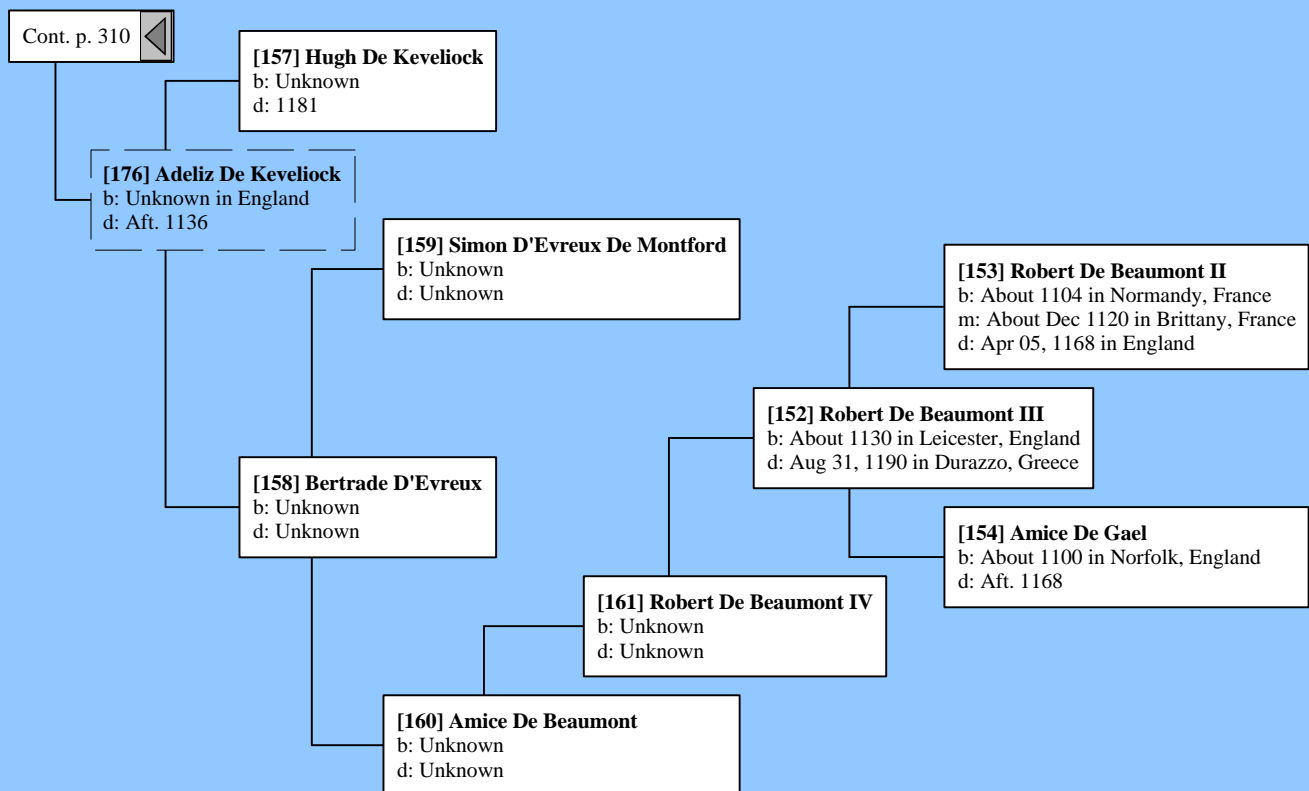 Cont. p. 310
[157] Hugh De Keveliock
b: Unknown
d: 1181
[176] Adeliz De Keveliock
b: Unknown in England
d: Aft. 1136
[159] Simon D'Evreux De Montford
b: Unknown
d: Unknown
[153] Robert De Beaumont II
b: About 1104 in Normandy, France
m: About Dec 1120 in Brittany, France
d: Apr 05, 1168 in England
[152] Robert De Beaumont III
b: About 1130 in Leicester, England
d: Aug 31, 1190 in Durazzo, Greece
[158] Bertrade D'Evreux
b: Unknown
d: Unknown
[154] Amice De Gael
b: About 1100 in Norfolk, England
d: Aft. 1168
[161] Robert De Beaumont IV
b: Unknown
d: Unknown
[160] Amice De Beaumont
b: Unknown
d: Unknown